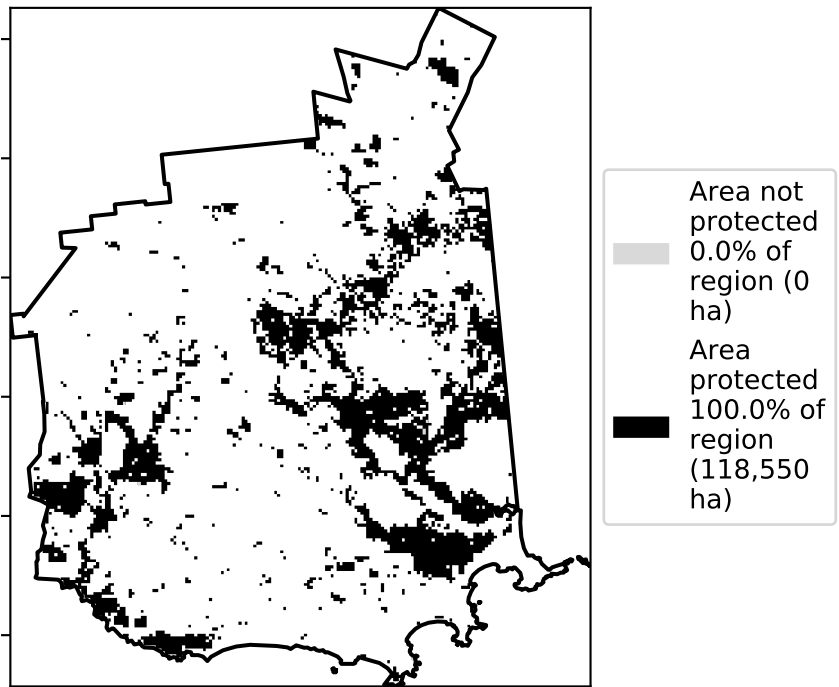 Area not
protected
0.0% of
region (0
ha)
Area
protected
100.0% of
region
(118,550
ha)